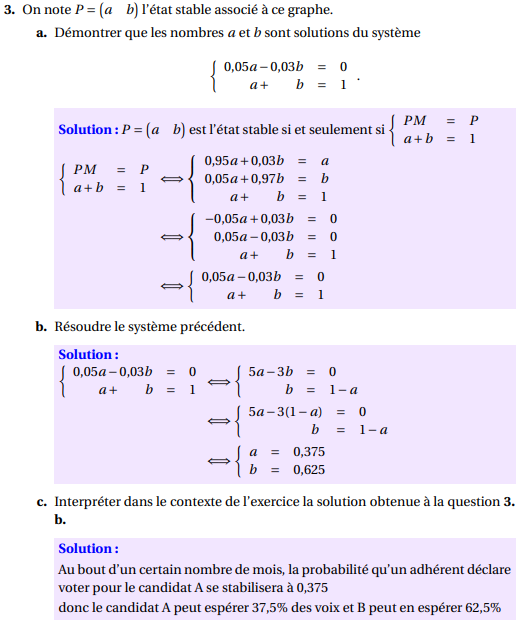 3. On note P = (a b) l'état stable associé à ce graphe.
a. Démontrer que les nombres a et b sont solutions du système
{ 0,05a − 0,03b = 0
a + b = 1 .
Solution : P = (a b) est l'état stable si et seulement si { PM = P
a + b = 1
{ PM = P
a + b = 1 ⟺ { 0,95a + 0,03b = a
0,05a + 0,97b = b
a + b = 1
⟺ { −0,05a + 0,03b = 0
0,05a − 0,03b = 0
a + b = 1
⟺ { 0,05a − 0,03b = 0
a + b = 1
b. Résoudre le système précédent.
Solution :
{ 0,05a − 0,03b = 0
a + b = 1 ⟺ { 5a − 3b = 0
b = 1 − a
⟺ { 5a − 3(1 − a) = 0
b = 1 − a
⟺ { a = 0,375
b = 0,625
c. Interpréter dans le contexte de l'exercice la solution obtenue à la question 3.
b.
Solution :
Au bout d'un certain nombre de mois, la probabilité qu'un adhérent déclare
voter pour le candidat A se stabilisera à 0,375
donc le candidat A peut espérer 37,5% des voix et B peut en espérer 62,5%